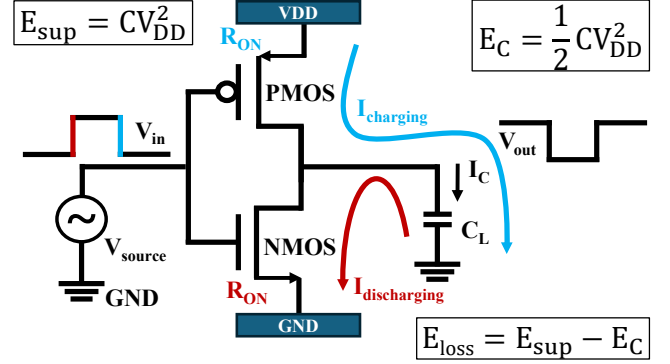 E_sup = CV_DD^2
VDD
E_C = 1/2 CV_DD^2
R_ON
PMOS
I_charging
V_in
V_out
I_C
V_source
NMOS
C_L
GND
R_ON
I_discharging
GND
E_loss = E_sup − E_C